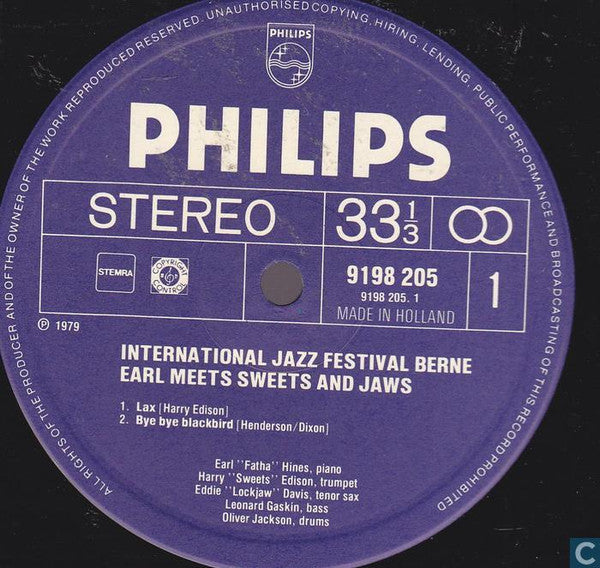 ALL RIGHTS OF THE PRODUCER AND OF THE OWNER OF THE WORK REPRODUCED RESERVED. UNAUTHORISED COPYING, HIRING, LENDING, PUBLIC PERFORMANCE AND BROADCASTING OF THIS RECORD PROHIBITED
PHILIPS
PHILIPS
STEREO 33 1/3
STEMRA COPYRIGHT CONTROL 9198 205 1
9198 205. 1
MADE IN HOLLAND
℗ 1979
INTERNATIONAL JAZZ FESTIVAL BERNE
EARL MEETS SWEETS AND JAWS
1. Lax [Harry Edison]
2. Bye bye blackbird [Henderson/Dixon]
Earl ''Fatha'' Hines, piano
Harry ''Sweets'' Edison, trumpet
Eddie ''Lockjaw'' Davis, tenor sax
Leonard Gaskin, bass
Oliver Jackson, drums
C